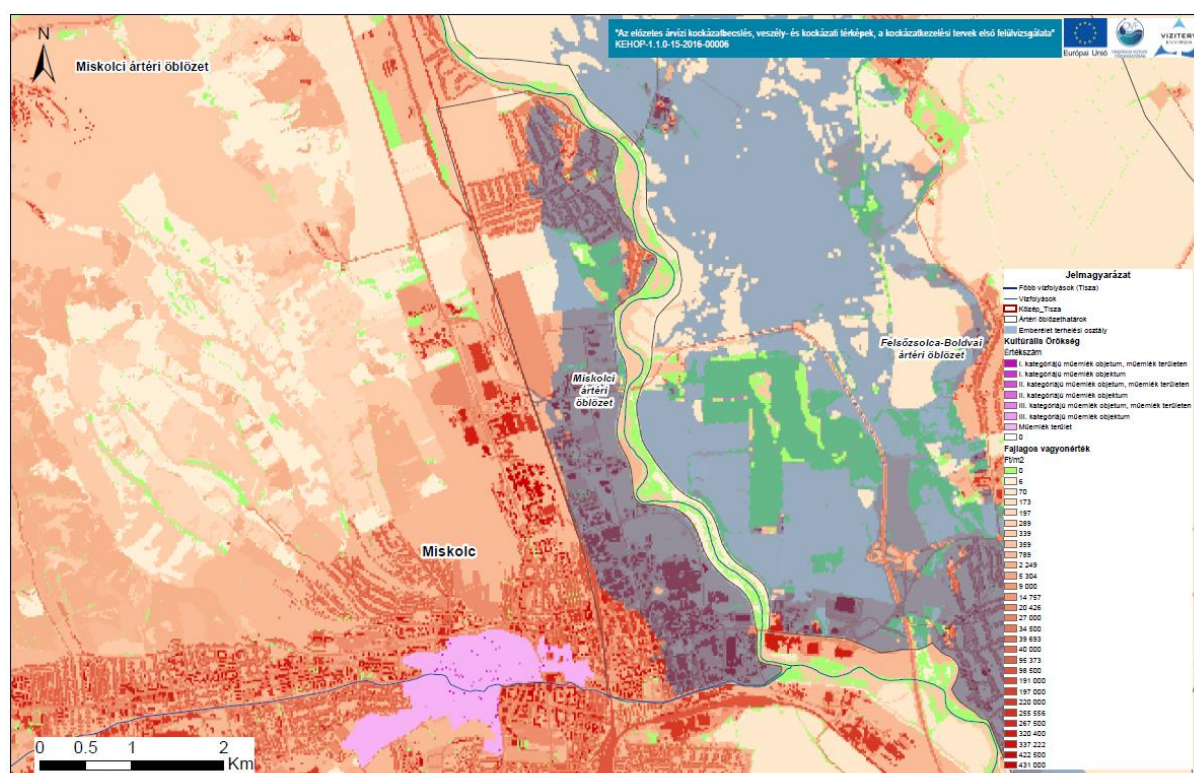 "Az előzetes árvízi kockázatbecslés, veszély- és kockázati térképek, a kockázatkezelési tervek első felülvizsgálata"
KEHOP-1.1.0-15-2016-00006
Európai Unió
VIZITERV
ENVIRON
N
Miskolci ártéri öblözet
Felsőzsolca-Boldvai
ártéri öblözet
Miskolci
ártéri
öblözet
Miskolc
0 0.5 1 2
Km
Jelmagyarázat
Főbb vízfolyások (Tisza)
Vízfolyások
Közép_Tisza
Ártéri öblözethatárok
Emberélet terhelési osztály
Kulturális Örökség
Értékszám
I. kategóriájú műemlék objetum, műemlék területen
I. kategóriájú műemlék objektum
II. kategóriájú műemlék objetum, műemlék területen
II. kategóriájú műemlék objektum
III. kategóriájú műemlék objetum, műemlék területen
III. kategóriájú műemlék objektum
Műemlék terület
0
Fajlagos vagyonérték
Ft/m2
0
6
70
173
197
289
339
359
789
2 249
5 304
9 000
14 757
20 426
27 000
34 500
39 693
40 000
95 373
98 500
191 000
197 000
220 000
255 556
267 500
320 400
337 222
422 500
431 000